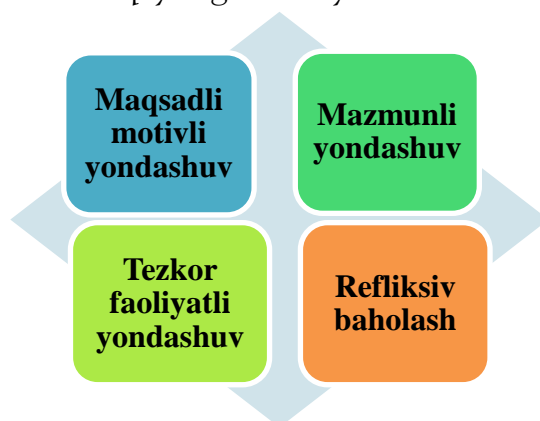 Maqsadli
motivli
yondashuv
Mazmunli
yondashuv
Tezkor
faoliyatli
yondashuv
Refliksiv
baholash